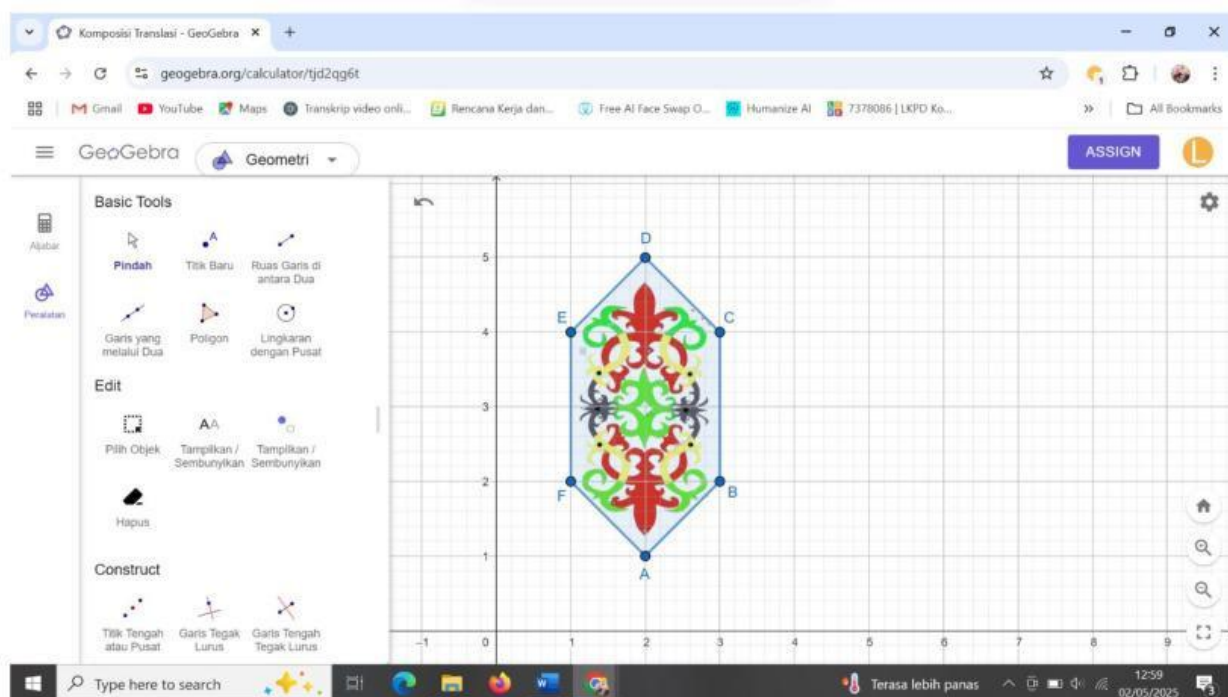 Komposisi Translasi - GeoGebra
geogebra.org/calculator/tjd2qg6t
Gmail YouTube Maps Transkrip video onli... Rencana Kerja dan... Free AI Face Swap O... Humanize AI 7378086 | LKPD Ko... » All Bookmarks
GeoGebra Geometri ASSIGN L
Aljabar
Peralatan
Basic Tools
Pindah Titik Baru Ruas Garis di antara Dua
Garis yang melalui Dua Poligon Lingkaran dengan Pusat
Edit
Pilih Objek Tampilkan / Sembunyikan Tampilkan / Sembunyikan
AA
Hapus
Construct
Titik Tengah atau Pusat Garis Tegak Lurus Garis Tengah Tegak Lurus
D
5
E C
4
3
2
F B
1
A
-1 0 1 2 3 4 5 6 7 8 9
Type here to search
Terasa lebih panas
12:59
02/05/2025